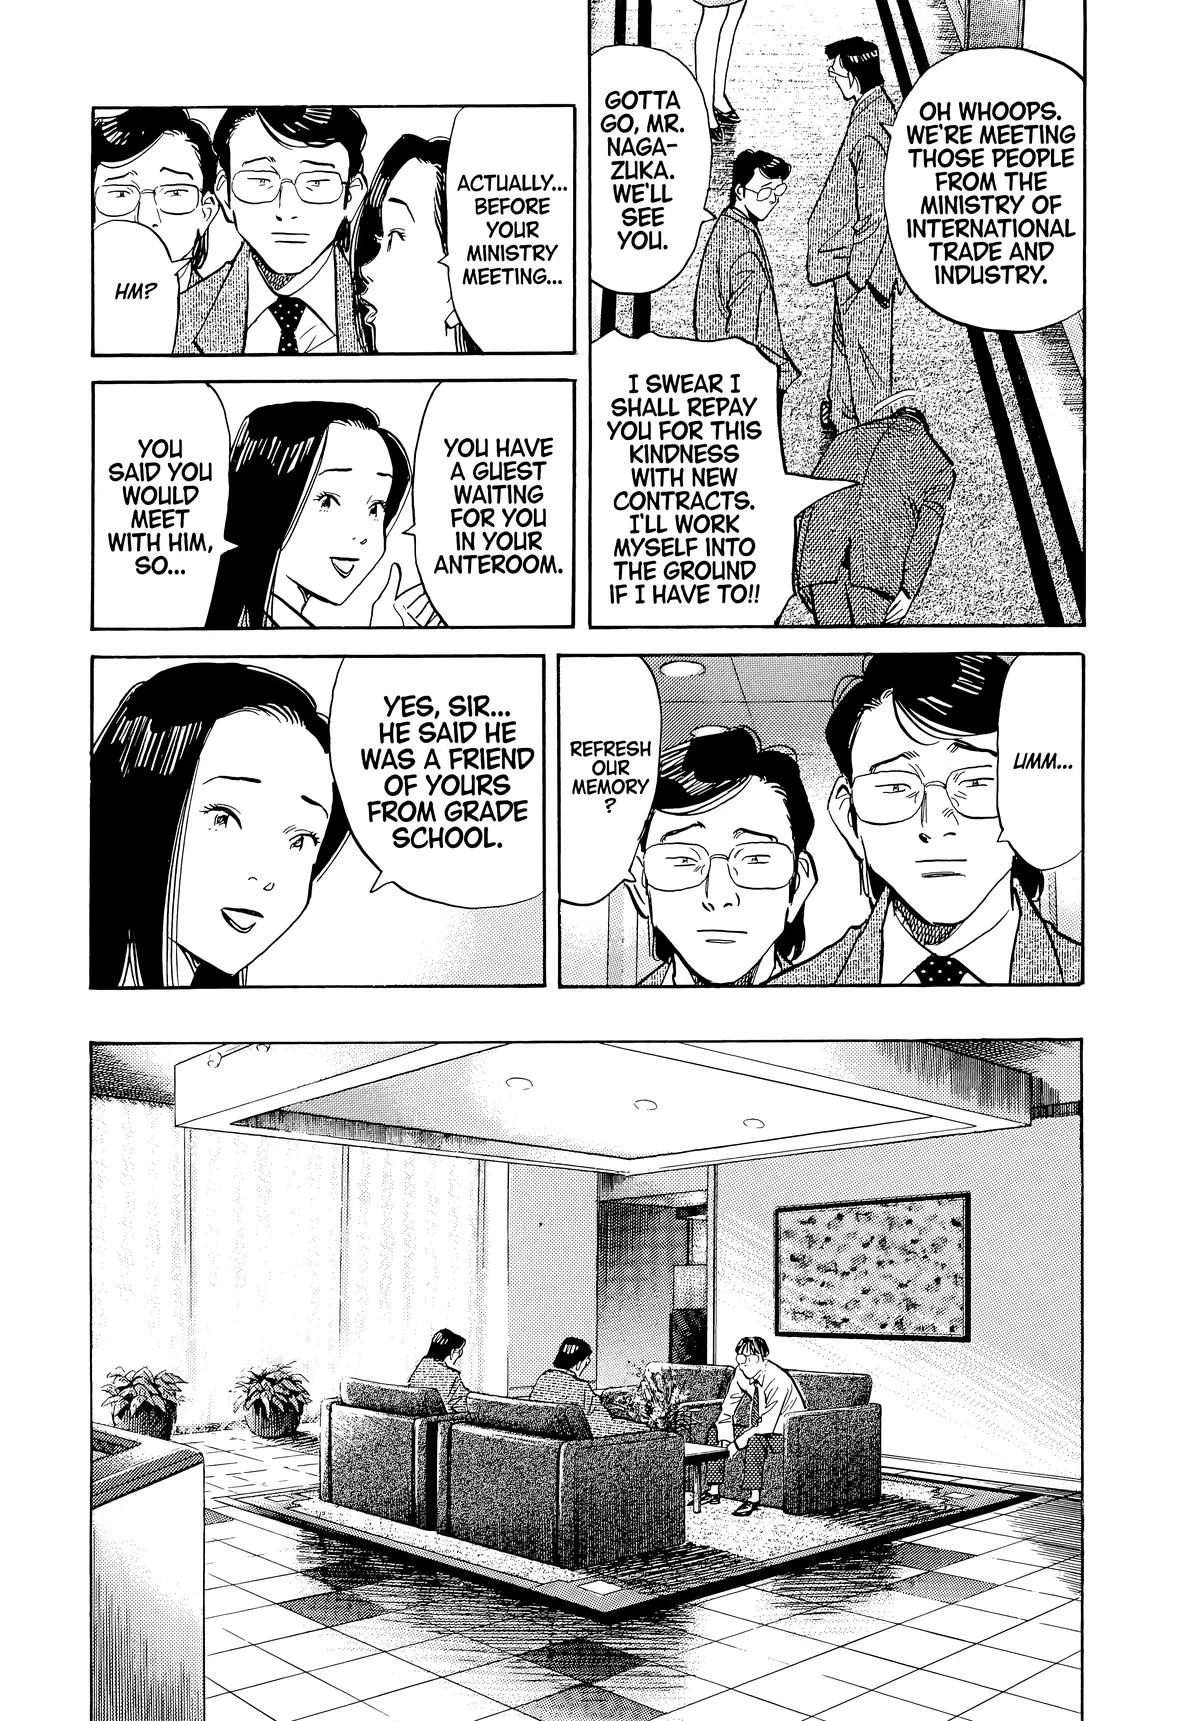 OH WHOOPS.
WE'RE MEETING
THOSE PEOPLE
FROM THE
MINISTRY OF
INTERNATIONAL
TRADE AND
INDUSTRY.
GOTTA
GO, MR.
NAGA-
ZUKA.
WE'LL
SEE
YOU.
I SWEAR I
SHALL REPAY
YOU FOR THIS
KINDNESS
WITH NEW
CONTRACTS.
I'LL WORK
MYSELF INTO
THE GROUND
IF I HAVE TO!!
ACTUALLY...
BEFORE
YOUR
MINISTRY
MEETING...
HM?
YOU HAVE
A GUEST
WAITING
FOR YOU
IN YOUR
ANTEROOM.
YOU
SAID YOU
WOULD
MEET
WITH HIM,
SO...
UMM...
REFRESH
OUR
MEMORY
?
YES, SIR...
HE SAID HE
WAS A FRIEND
OF YOURS
FROM GRADE
SCHOOL.